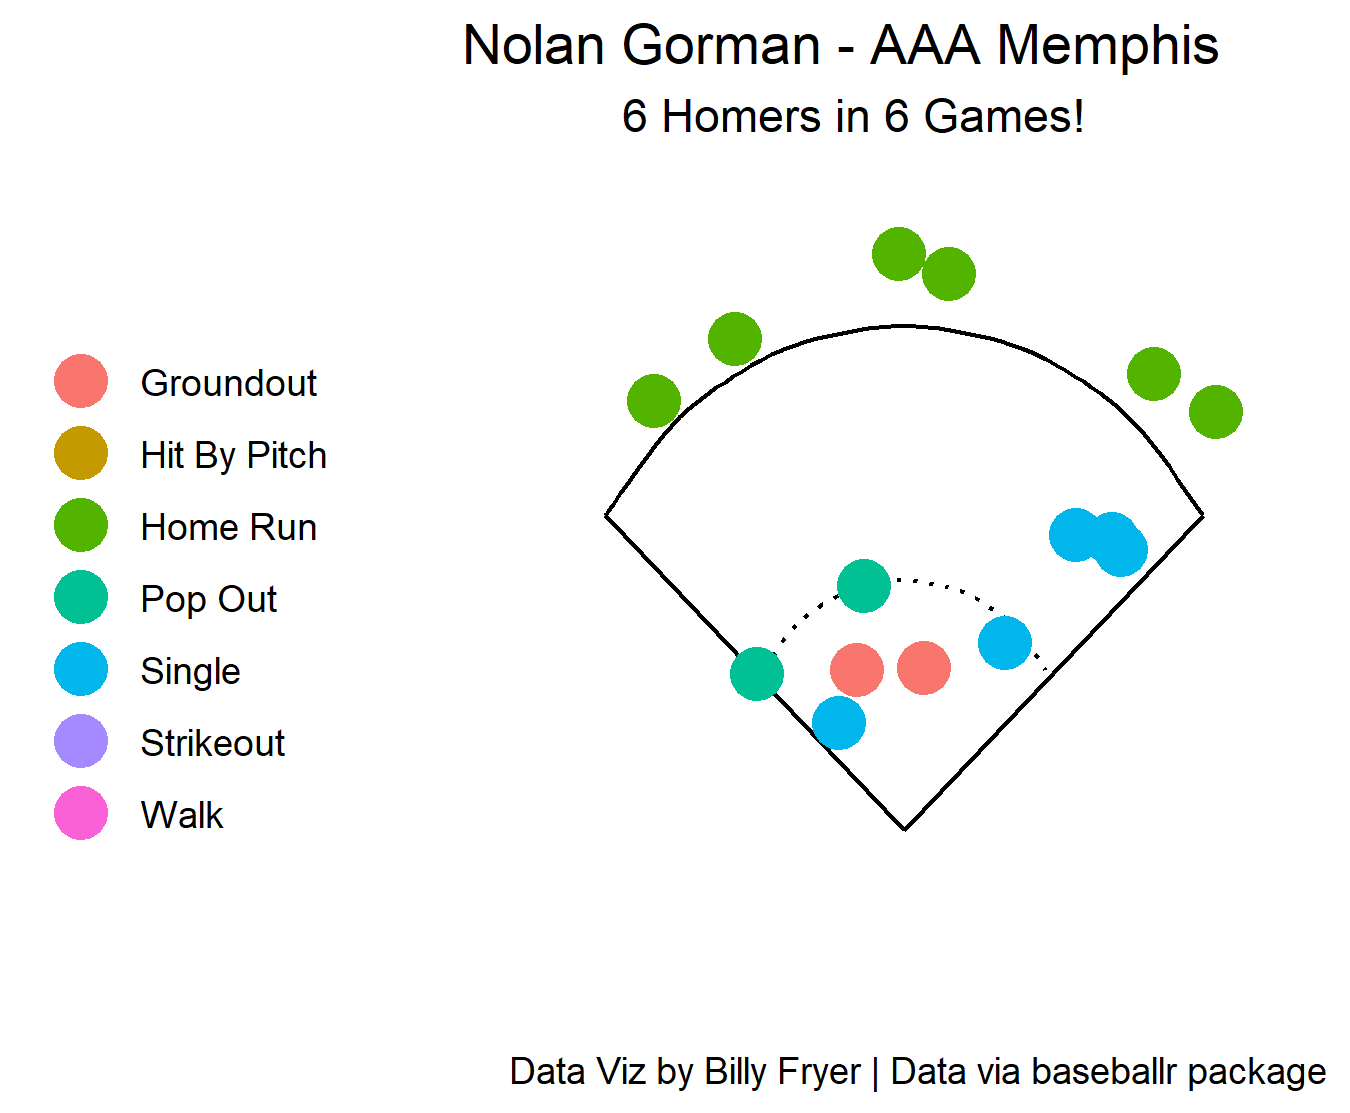 Nolan Gorman - AAA Memphis
6 Homers in 6 Games!
Groundout
Hit By Pitch
Home Run
Pop Out
Single
Strikeout
Walk
Data Viz by Billy Fryer | Data via baseballr package